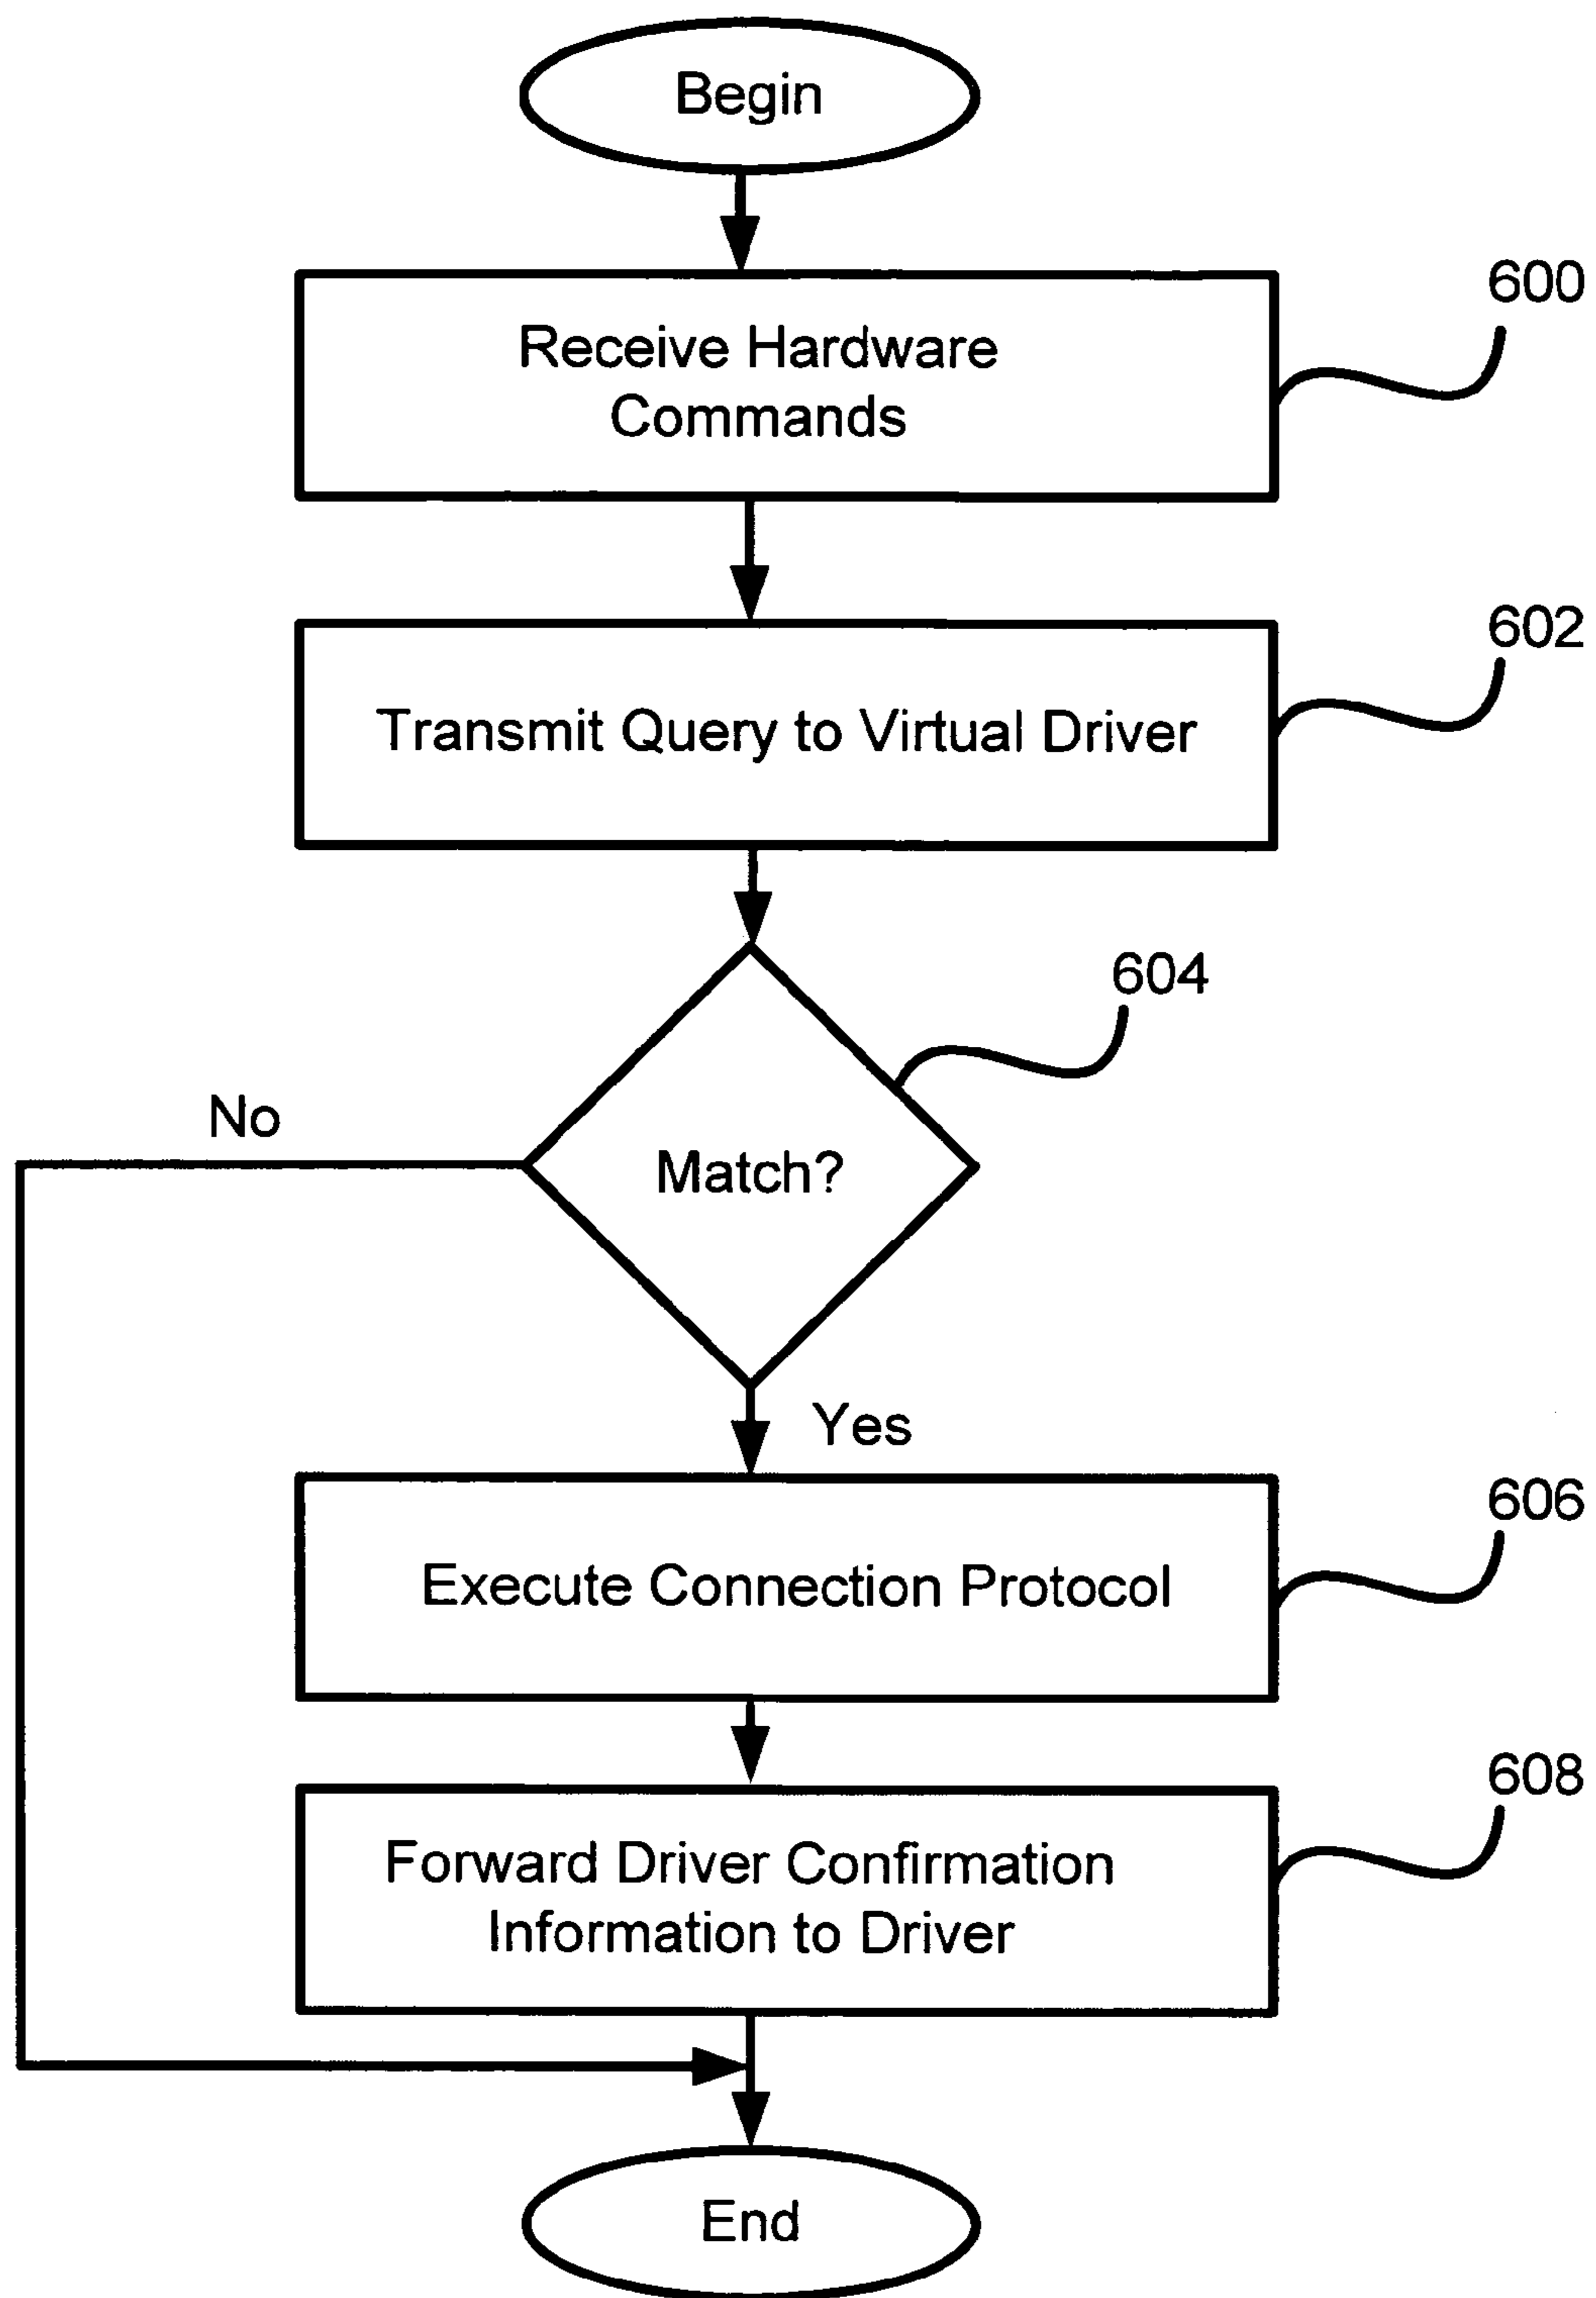 Begin
600
Receive Hardware
Commands
602
Transmit Query to Virtual Driver
604
No
Match?
Yes
606
Execute Connection Protocol
608
Forward Driver Confirmation
Information to Driver
End